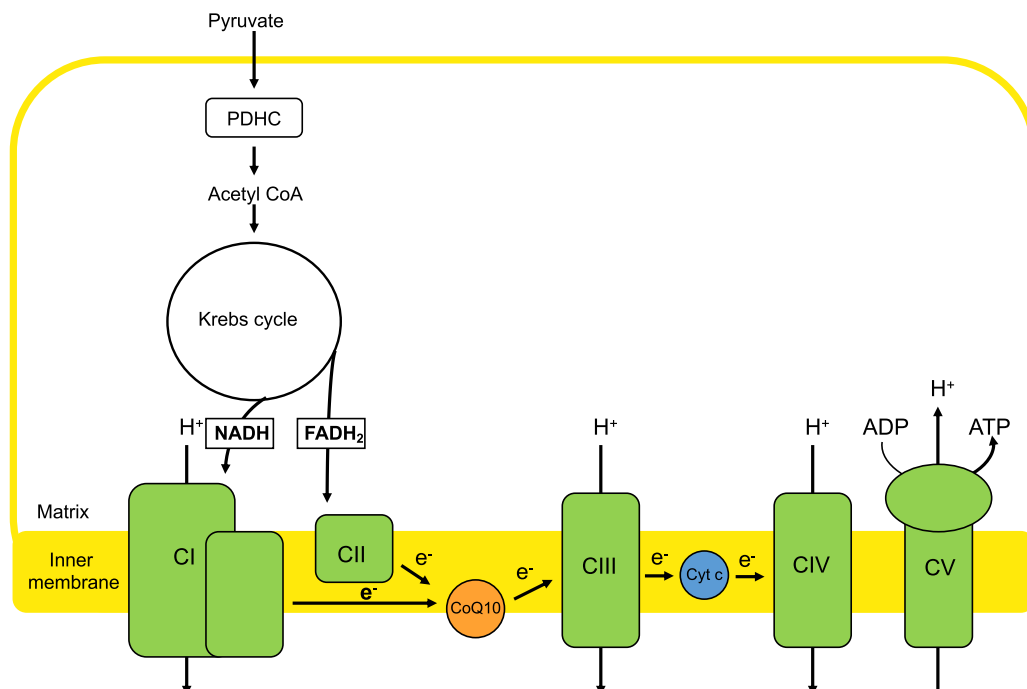 Pyruvate
PDHC
Acetyl CoA
Krebs cycle
H⁺
NADH
FADH₂
H⁺
H⁺
H⁺
ADP
ATP
Matrix
Inner
membrane
CI
CII
e⁻
e⁻
CoQ10
e⁻
CIII
e⁻
Cyt c
e⁻
CIV
CV